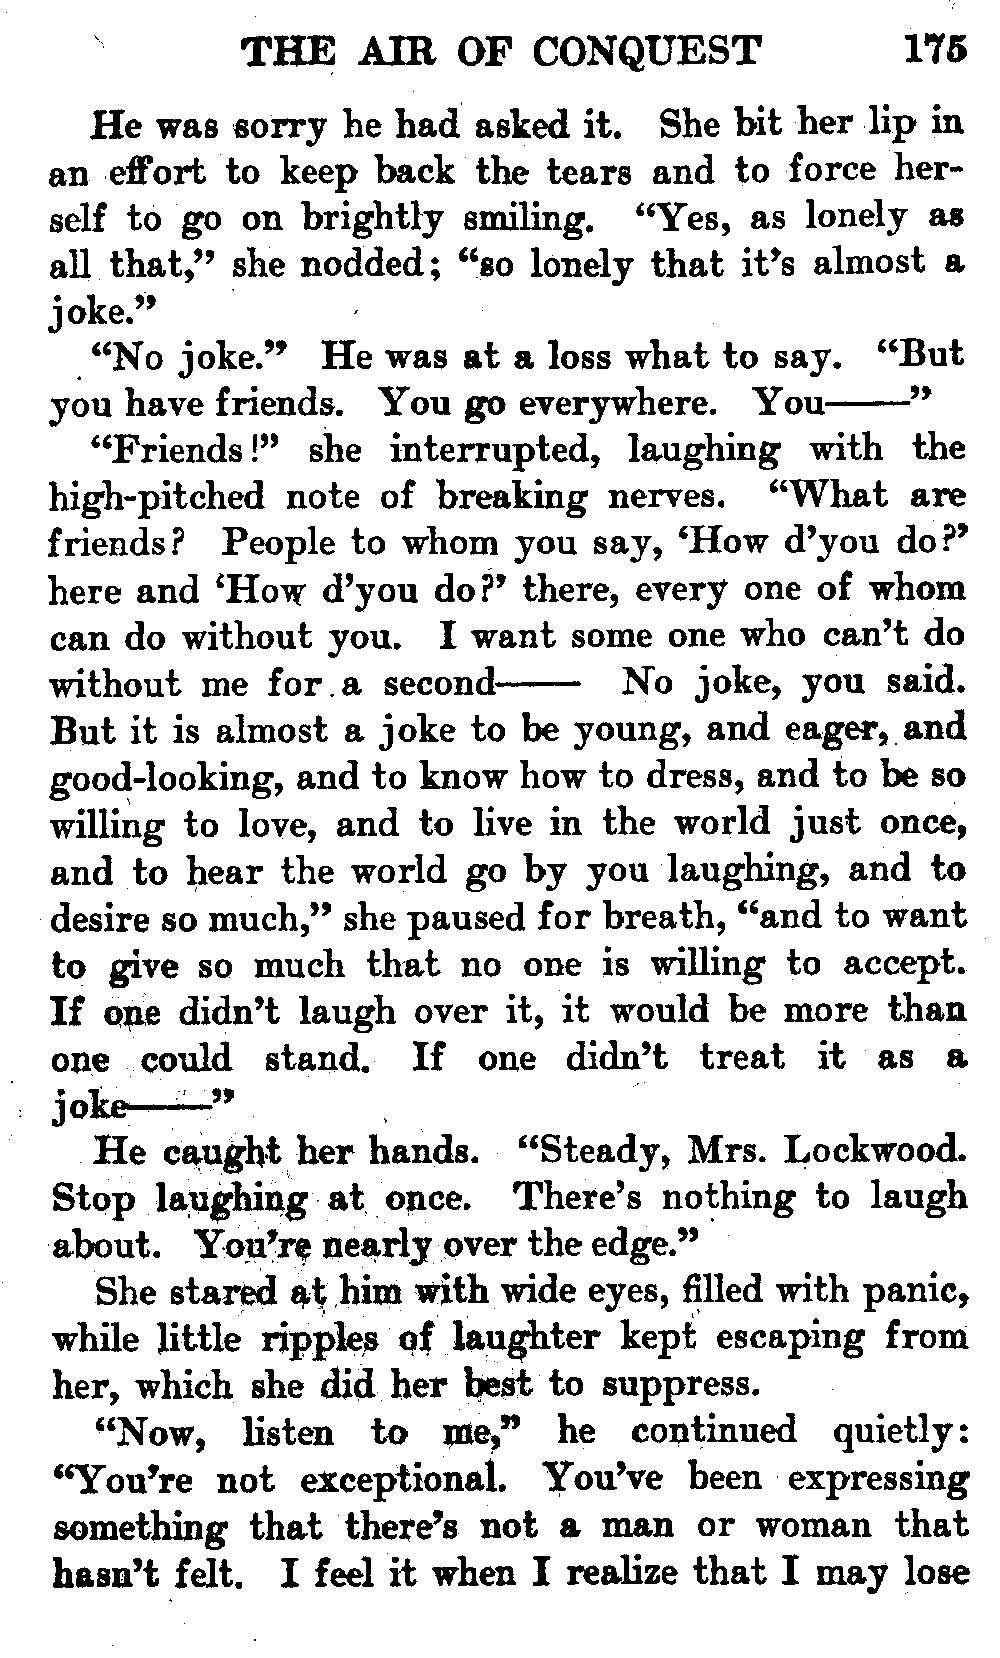 THE AIR OF CONQUEST 175
He was sorry he had asked it. She bit her lip in
an effort to keep back the tears and to force her-
self to go on brightly smiling. “Yes, as lonely as
all that,” she nodded; “so lonely that it’s almost a
joke.”
“No joke.” He was at a loss what to say. “But
you have friends. You go everywhere. You——”
“Friends!” she interrupted, laughing with the
high-pitched note of breaking nerves. “What are
friends? People to whom you say, ‘How d’you do?’
here and ‘How d’you do?’ there, every one of whom
can do without you. I want some one who can’t do
without me for a second—— No joke, you said.
But it is almost a joke to be young, and eager, and
good-looking, and to know how to dress, and to be so
willing to love, and to live in the world just once,
and to hear the world go by you laughing, and to
desire so much,” she paused for breath, “and to want
to give so much that no one is willing to accept.
If one didn’t laugh over it, it would be more than
one could stand. If one didn’t treat it as a
joke——”
He caught her hands. “Steady, Mrs. Lockwood.
Stop laughing at once. There’s nothing to laugh
about. You’re nearly over the edge.”
She stared at him with wide eyes, filled with panic,
while little ripples of laughter kept escaping from
her, which she did her best to suppress.
“Now, listen to me,” he continued quietly:
“You’re not exceptional. You’ve been expressing
something that there’s not a man or woman that
hasn’t felt. I feel it when I realize that I may lose